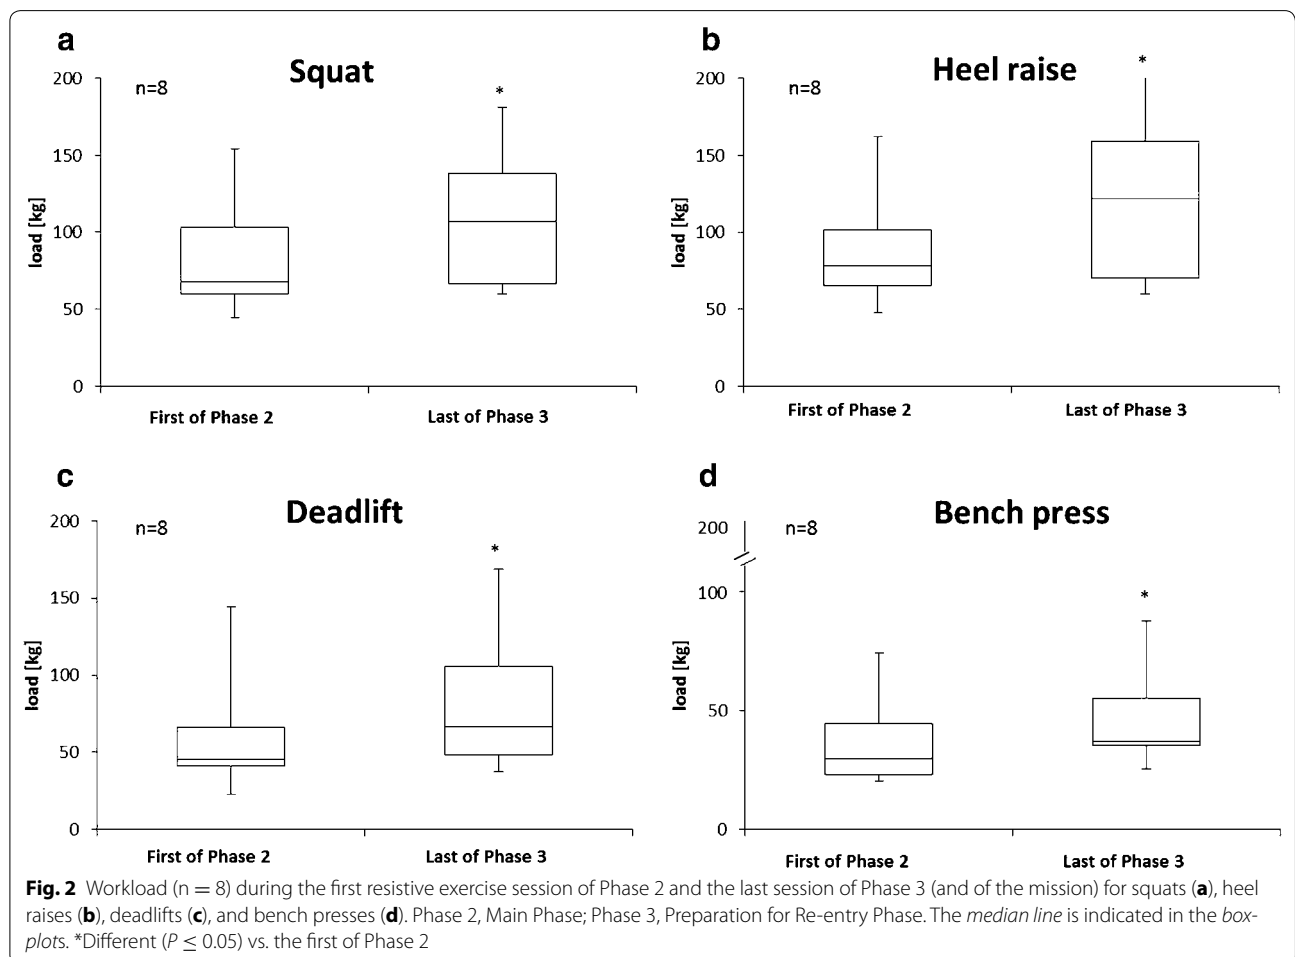 a
Squat
n=8
*
200
150
100
50
0
load [kg]
First of Phase 2
Last of Phase 3
b
Heel raise
n=8
*
200
150
100
50
0
load [kg]
First of Phase 2
Last of Phase 3
c
Deadlift
n=8
*
200
150
100
50
0
load [kg]
First of Phase 2
Last of Phase 3
d
Bench press
n=8
*
200
100
50
0
load [kg]
First of Phase 2
Last of Phase 3
Fig. 2 Workload (n = 8) during the first resistive exercise session of Phase 2 and the last session of Phase 3 (and of the mission) for squats (a), heel
raises (b), deadlifts (c), and bench presses (d). Phase 2, Main Phase; Phase 3, Preparation for Re-entry Phase. The median line is indicated in the box-
plots. *Different (P ≤ 0.05) vs. the first of Phase 2